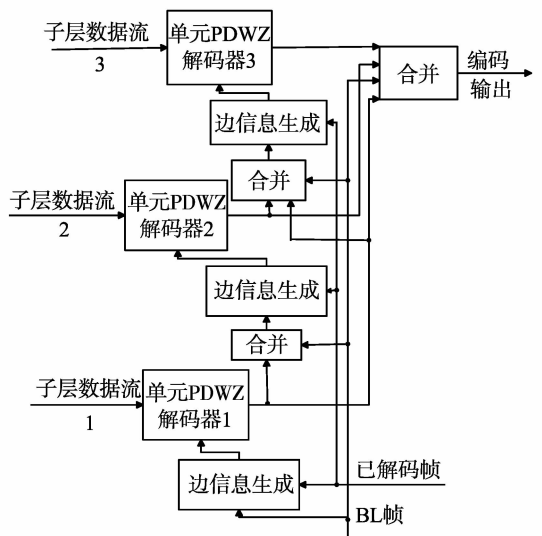 子层数据流
3
单元PDWZ
解码器3
合并
编码
输出
边信息生成
合并
子层数据流
2
单元PDWZ
解码器2
边信息生成
合并
子层数据流
1
单元PDWZ
解码器1
边信息生成
已解码帧
BL帧